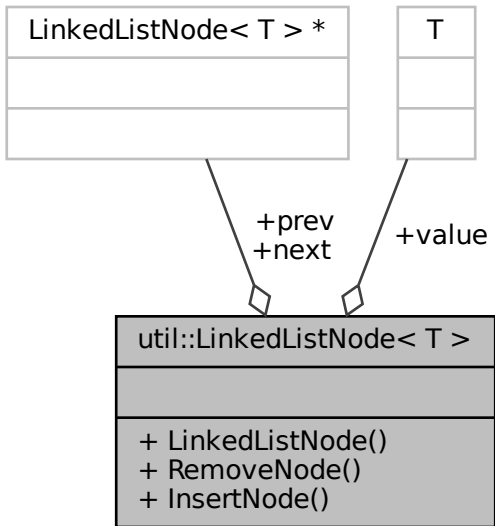 LinkedListNode< T > *
T
+prev
+next
+value
util::LinkedListNode< T >
+ LinkedListNode()
+ RemoveNode()
+ InsertNode()